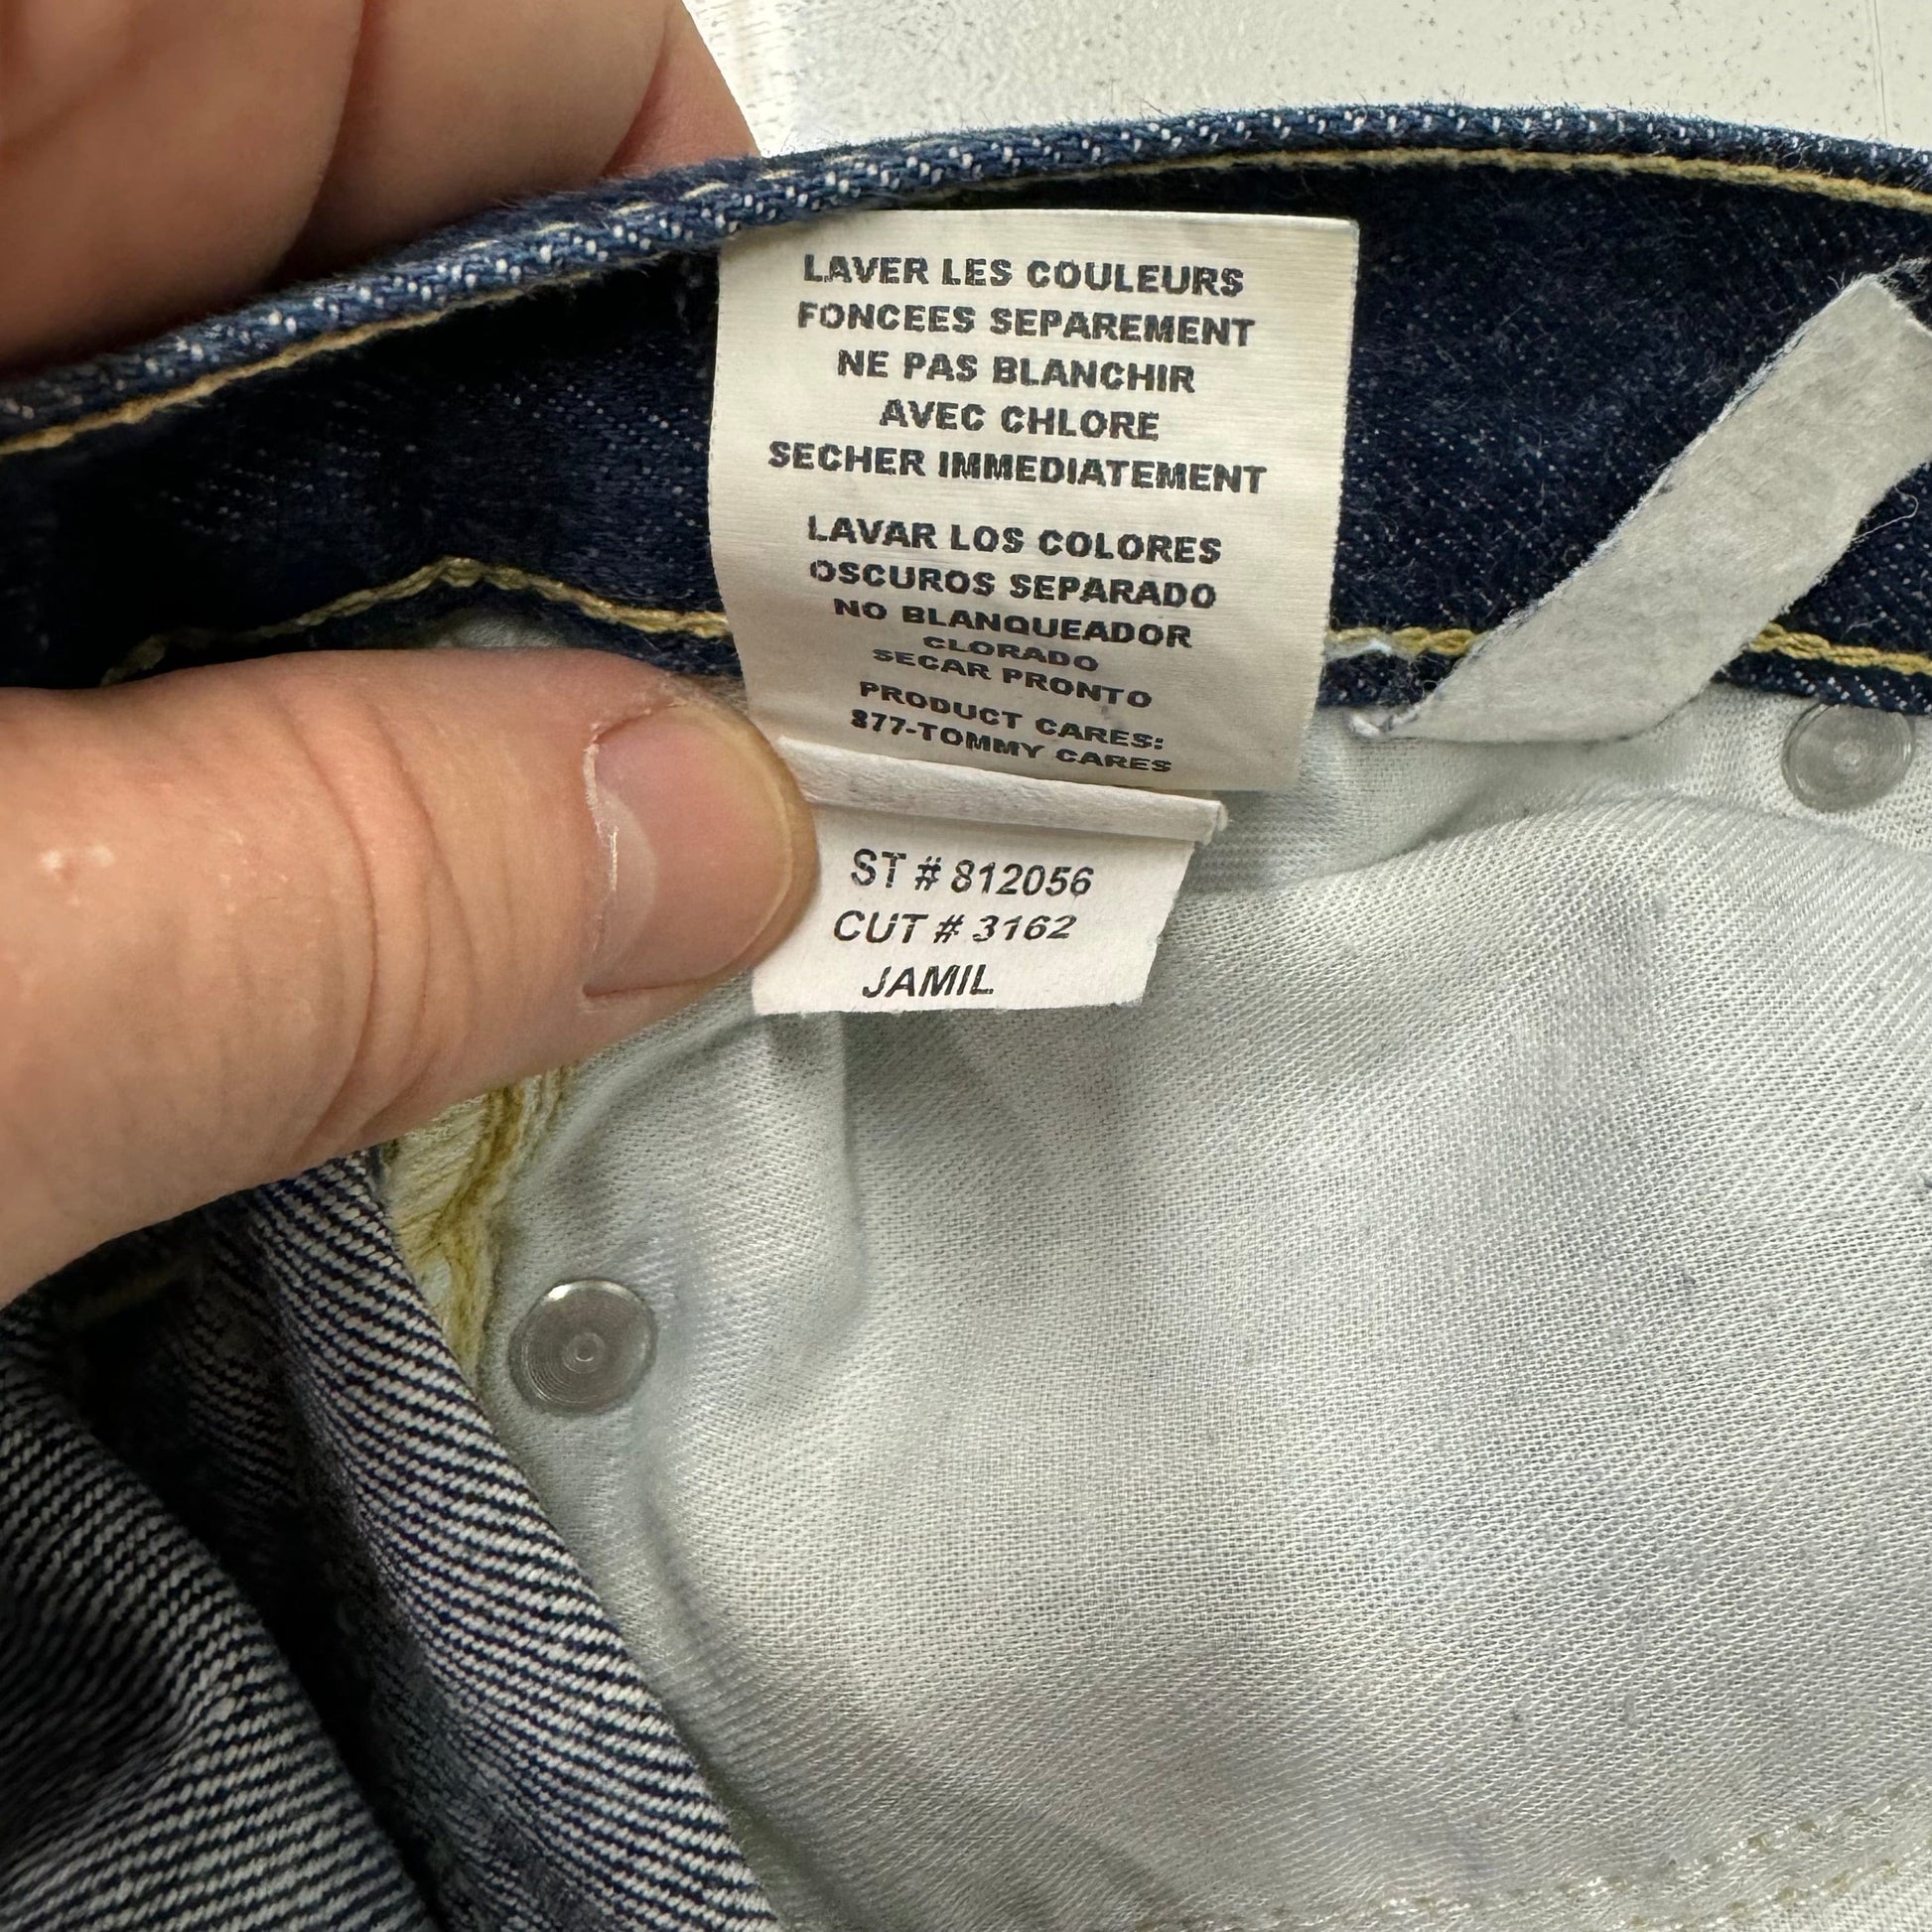 LAVER LES COULEURS
FONCEES SEPAREMENT
NE PAS BLANCHIR
AVEC CHLORE
SECHER IMMEDIATEMENT
LAVAR LOS COLORES
OSCUROS SEPARADO
NO BLANQUEADOR
CLORADO
SECAR PRONTO
PRODUCT CARES:
877-TOMMY CARES
ST # 812056
CUT # 3162
JAMIL